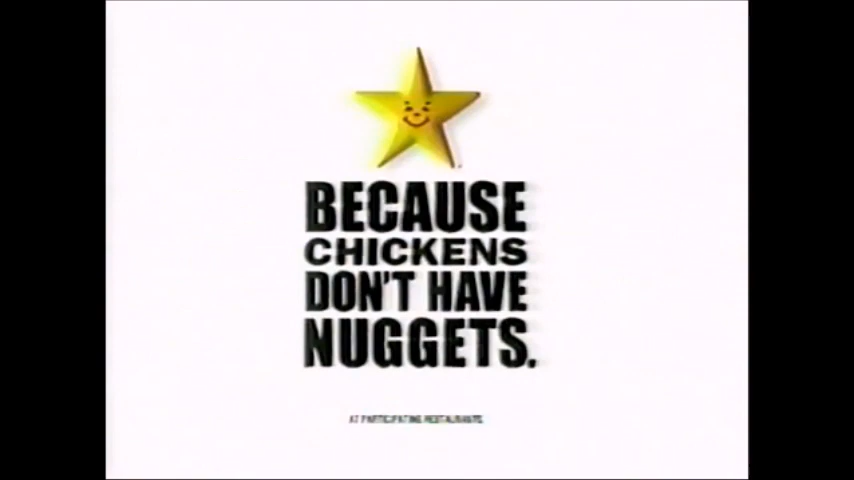 BECAUSE
CHICKENS
DON'T HAVE
NUGGETS.
AT PARTICIPATING RESTAURANTS.